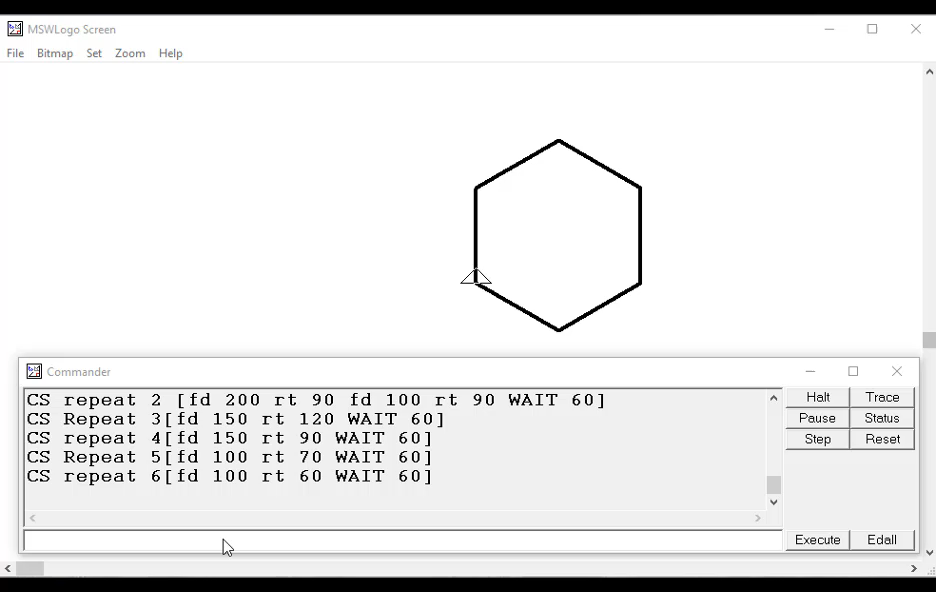 MSWLogo Screen
File Bitmap Set Zoom Help
Commander
CS repeat 2 [fd 200 rt 90 fd 100 rt 90 WAIT 60]
CS Repeat 3[fd 150 rt 120 WAIT 60]
CS repeat 4[fd 150 rt 90 WAIT 60]
CS Repeat 5[fd 100 rt 70 WAIT 60]
CS repeat 6[fd 100 rt 60 WAIT 60]
Halt Trace
Pause Status
Step Reset
Execute Edall